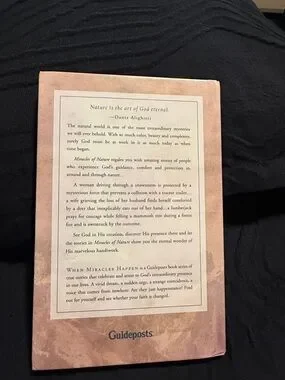 Nature is the art of God eternal.
—Dante Alighieri
The natural world is one of the most extraordinary mysteries
we will ever behold. With so much order, beauty and complexity,
surely God must be at work in it as much today as when
time began.
Miracles of Nature regales you with amazing stories of people
who experience God's guidance, comfort and protection in,
around and through nature.
A woman driving through a snowstorm is protected by a
mysterious force that prevents a collision with a tractor trailer...
a wife grieving the loss of her husband finds herself comforted
by a deer that inexplicably eats out of her hand... a lumberjack
prays for courage while felling a mammoth tree during a forest
fire and is awestruck by the outcome.
See God in His creation, discover His presence there and let
the stories in Miracles of Nature show you the eternal wonder of
His marvelous handiwork.
WHEN MIRACLES HAPPEN is a Guideposts book series of
true stories that celebrate and attest to God's extraordinary presence
in our lives. A vivid dream, a sudden urge, a strange coincidence, a
voice that comes from nowhere: Are they just happenstance? Find
out for yourself and see whether your faith is changed.
Guideposts